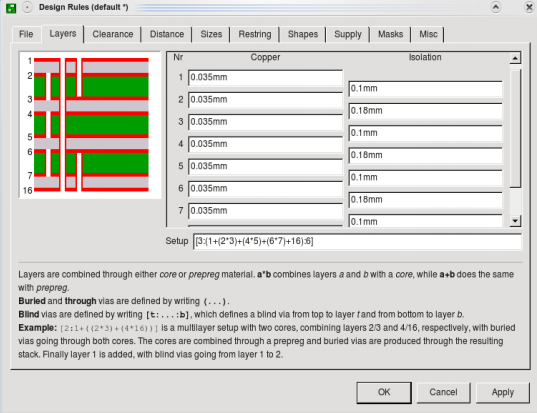 Design Rules (default *)
File Layers Clearance Distance Sizes Restring Shapes Supply Masks Misc
Nr Copper Isolation
1 0.035mm
0.1mm
2 0.035mm
0.18mm
3 0.035mm
0.1mm
4 0.035mm
0.18mm
5 0.035mm
0.1mm
6 0.035mm
0.18mm
7 0.035mm
0.1mm
1
2
3
4
5
6
7
16
Setup [3:(1+(2*3)+(4*5)+(6*7)+16):6]
Layers are combined through either core or prepreg material. a*b combines layers a and b with a core, while a+b does the same
with prepreg.
Buried and through vias are defined by writing (...).
Blind vias are defined by writing [t:...:b], which defines a blind via from top to layer t and from bottom to layer b.
Example: [2:1+((2*3)+(4*16))] is a multilayer setup with two cores, combining layers 2/3 and 4/16, respectively, with buried
vias going through both cores. The cores are combined through a prepreg and buried vias are produced through the resulting
stack. Finally layer 1 is added, with blind vias going from layer 1 to 2.
OK Cancel Apply